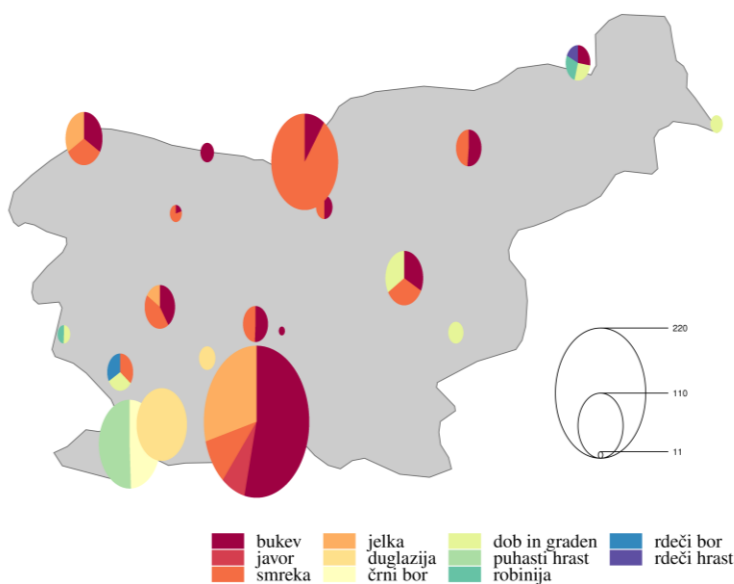 220
110
11
bukev jelka dob in graden rdeči bor
javor duglazija puhasti hrast rdeči hrast
smreka črni bor robinija